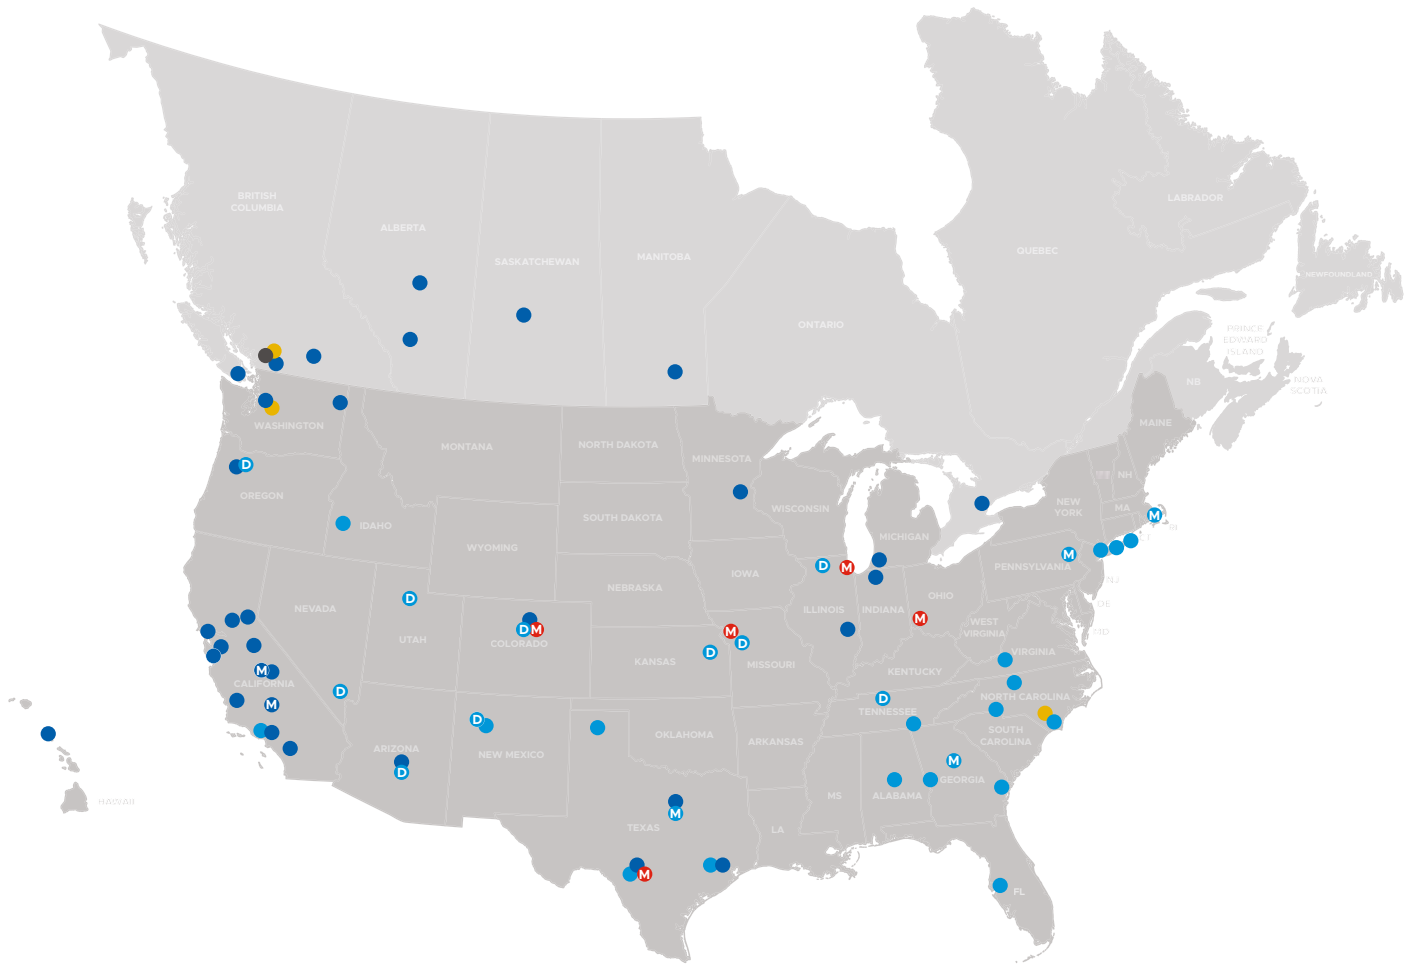 BRITISH
COLUMBIA
ALBERTA
SASKATCHEWAN
MANITOBA
ONTARIO
QUEBEC
LABRADOR
NEWFOUNDLAND
PRINCE
EDWARD
ISLAND
NOVA
SCOTIA
NB
MAINE
WASHINGTON
MONTANA
NORTH DAKOTA
MINNESOTA
D
OREGON
IDAHO
SOUTH DAKOTA
WISCONSIN
MICHIGAN
NEW
YORK
NH
MA
M
RI
WYOMING
IOWA
NEBRASKA
D
M
M
PENNSYLVANIA
NJ
DE
MD
NEVADA
D
UTAH
D
M
COLORADO
KANSAS
D
M
D
MISSOURI
ILLINOIS
INDIANA
OHIO
M
WEST
VIRGINIA
VIRGINIA
KENTUCKY
M
CALIFORNIA
M
D
D
ARIZONA
D
NEW MEXICO
OKLAHOMA
ARKANSAS
D
TENNESSEE
NORTH CAROLINA
SOUTH
CAROLINA
M
GEORGIA
ALABAMA
MS
LA
TEXAS
M
M
FL
HAWAII